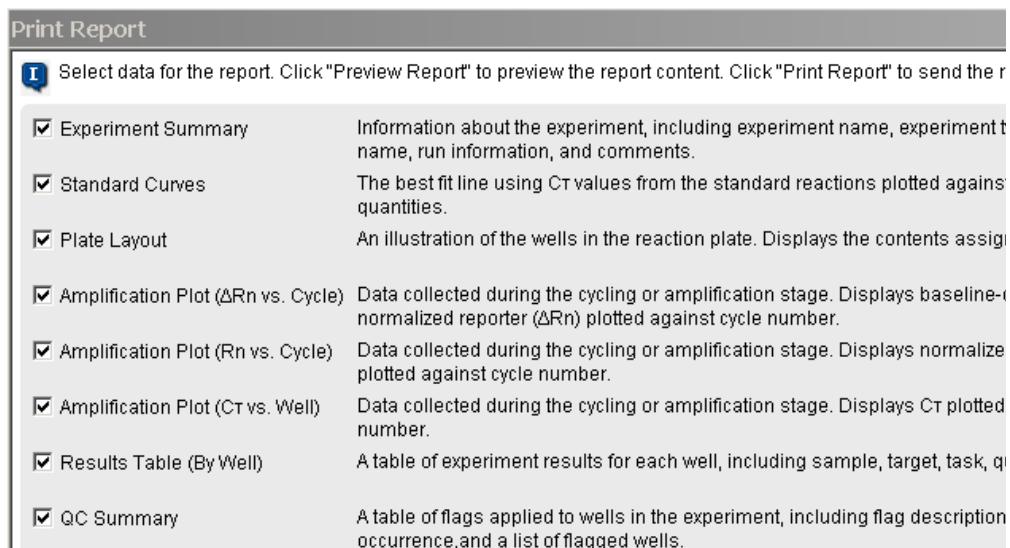 Print Report
Select data for the report. Click "Preview Report" to preview the report content. Click "Print Report" to send the
Experiment Summary Information about the experiment, including experiment name, experiment
name, run information, and comments.
Standard Curves The best fit line using CT values from the standard reactions plotted
quantities.
Plate Layout An illustration of the wells in the reaction plate. Displays the contents
Amplification Plot (ΔRn vs. Cycle) Data collected during the cycling or amplification stage. Displays
normalized reporter (ΔRn) plotted against cycle number.
Amplification Plot (Rn vs. Cycle) Data collected during the cycling or amplification stage. Displays
plotted against cycle number.
Amplification Plot (CT vs. Well) Data collected during the cycling or amplification stage. Displays CT plotted
number.
Results Table (By Well) A table of experiment results for each well, including sample, target, task,
QC Summary A table of flags applied to wells in the experiment, including flag description
occurrence,and a list of flagged wells.